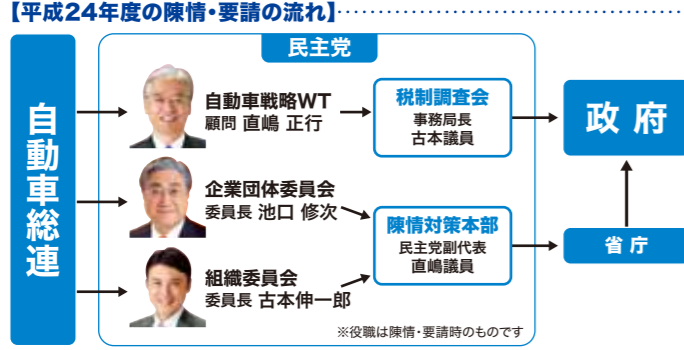 【平成24年度の陳情・要請の流れ】
民主党
自動車総連
自動車戦略WT
顧問 直嶋 正行
税制調査会
事務局長
古本議員
政府
企業団体委員会
委員長 池口 修次
陳情対策本部
民主党副代表
直嶋議員
省庁
組織委員会
委員長 古本伸一郎
※役職は陳情・要請時のものです